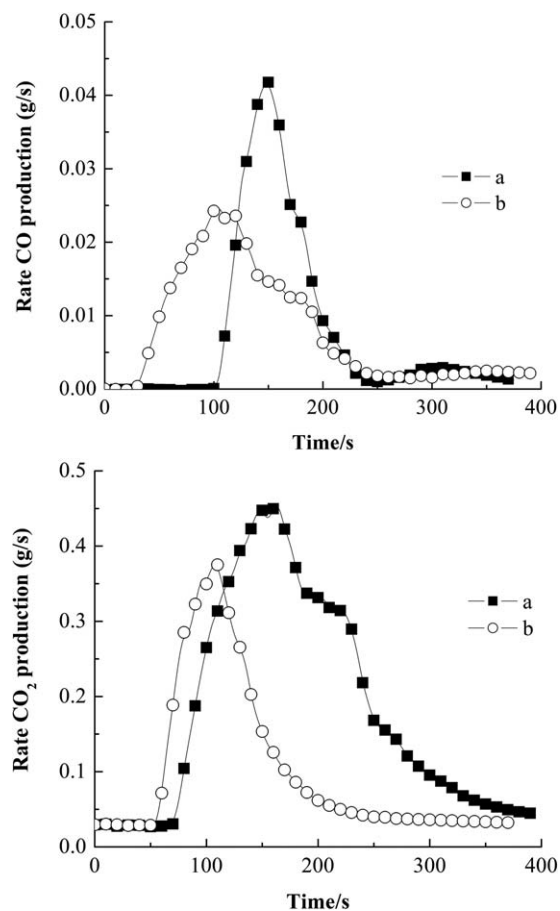 0.05
0.04
0.03
0.02
0.01
0.00
Rate CO production (g/s)
a
b
0 100 200 300 400
Time/s
0.5
0.4
0.3
0.2
0.1
0.0
Rate CO₂ production (g/s)
a
b
0 100 200 300 400
Time/s